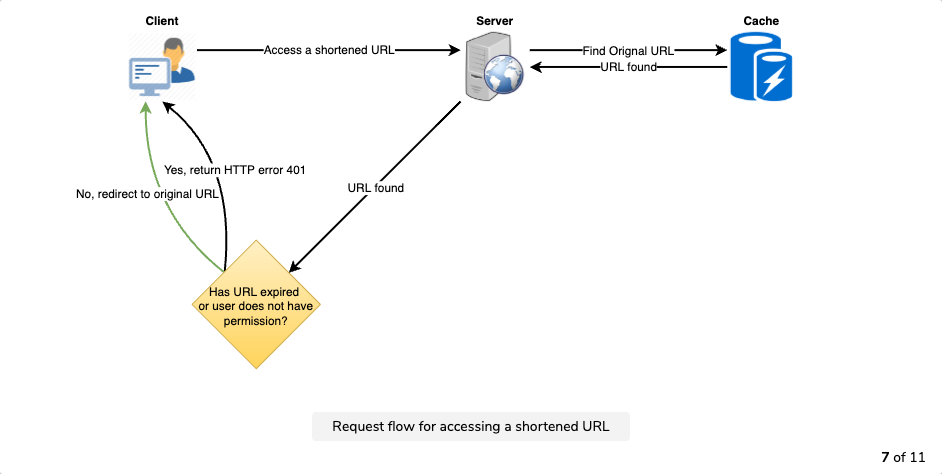 Client
Server
Cache
Access a shortened URL
Find Orignal URL
URL found
Yes, return HTTP error 401
No, redirect to original URL
URL found
Has URL expired
or user does not have
permission?
Request flow for accessing a shortened URL
7 of 11